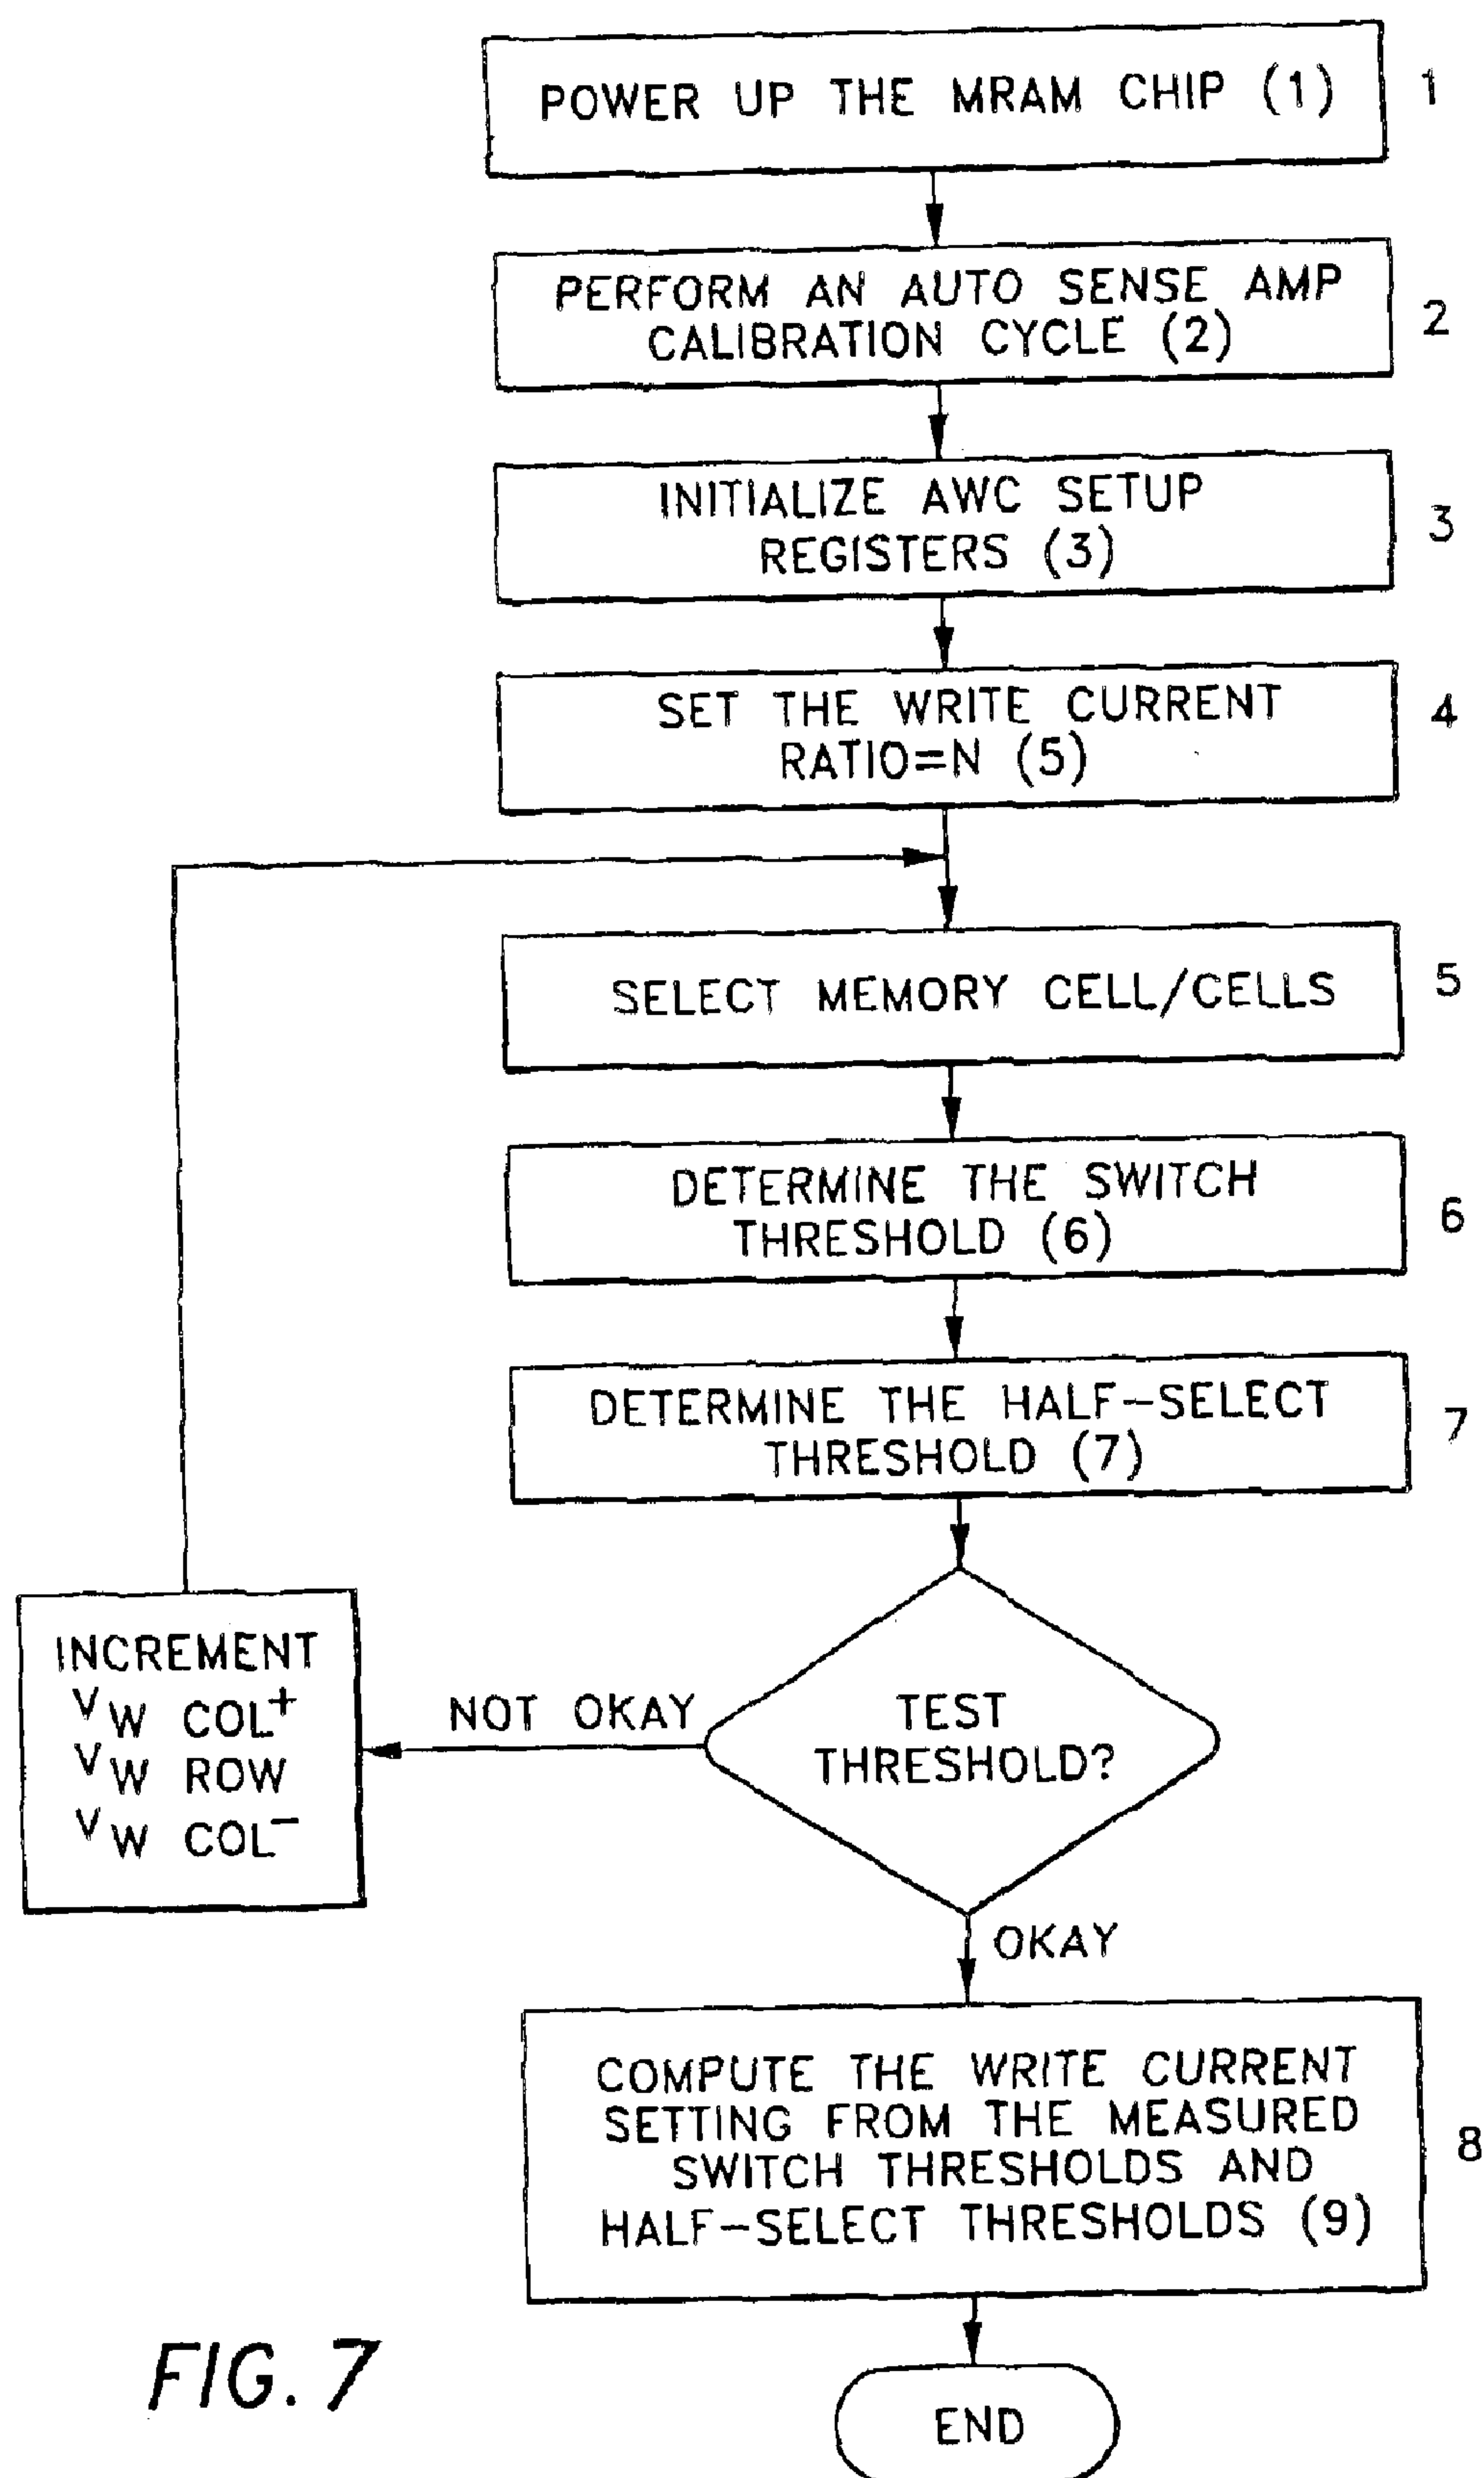 POWER UP THE MRAM CHIP (1)
1
PERFORM AN AUTO SENSE AMP
CALIBRATION CYCLE (2)
2
INITIALIZE AWC SETUP
REGISTERS (3)
3
SET THE WRITE CURRENT
RATIO=N (5)
4
SELECT MEMORY CELL/CELLS
5
DETERMINE THE SWITCH
THRESHOLD (6)
6
DETERMINE THE HALF-SELECT
THRESHOLD (7)
7
TEST
THRESHOLD?
NOT OKAY
INCREMENT
VW COL+
VW ROW
VW COL-
OKAY
COMPUTE THE WRITE CURRENT
SETTING FROM THE MEASURED
SWITCH THRESHOLDS AND
HALF-SELECT THRESHOLDS (9)
8
END
FIG. 7